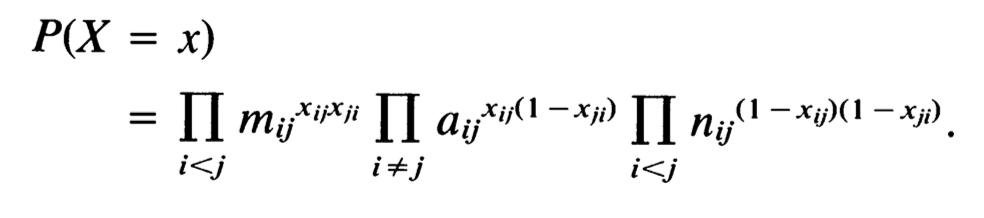 P(X = x)
= ∏_{i<j} m_{ij}^{x_{ij}x_{ji}} ∏_{i≠j} a_{ij}^{x_{ij}(1−x_{ji})} ∏_{i<j} n_{ij}^{(1−x_{ij})(1−x_{ji})}.